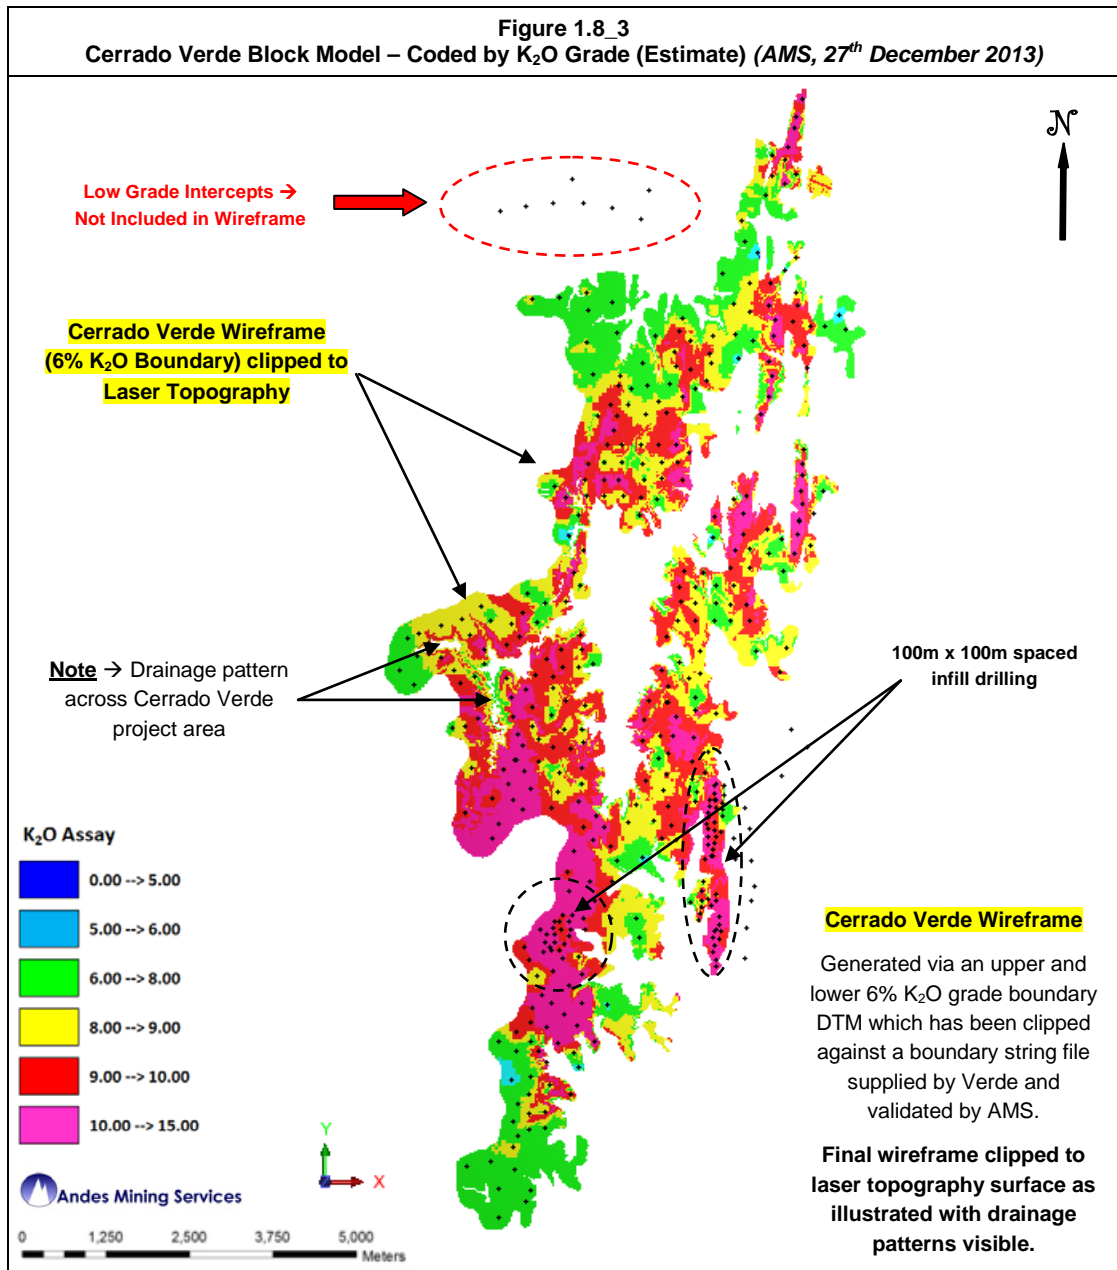 Figure 1.8_3
Cerrado Verde Block Model – Coded by K₂O Grade (Estimate) (AMS, 27th December 2013)
N
Low Grade Intercepts →
Not Included in Wireframe
Cerrado Verde Wireframe
(6% K₂O Boundary) clipped to
Laser Topography
Note → Drainage pattern
across Cerrado Verde
project area
100m x 100m spaced
infill drilling
K₂O Assay
0.00 --> 5.00
5.00 --> 6.00
6.00 --> 8.00
8.00 --> 9.00
9.00 --> 10.00
10.00 --> 15.00
Cerrado Verde Wireframe
Generated via an upper and
lower 6% K₂O grade boundary
DTM which has been clipped
against a boundary string file
supplied by Verde and
validated by AMS.
Final wireframe clipped to
laser topography surface as
illustrated with drainage
patterns visible.
Y
X
Andes Mining Services
0 1,250 2,500 3,750 5,000
Meters